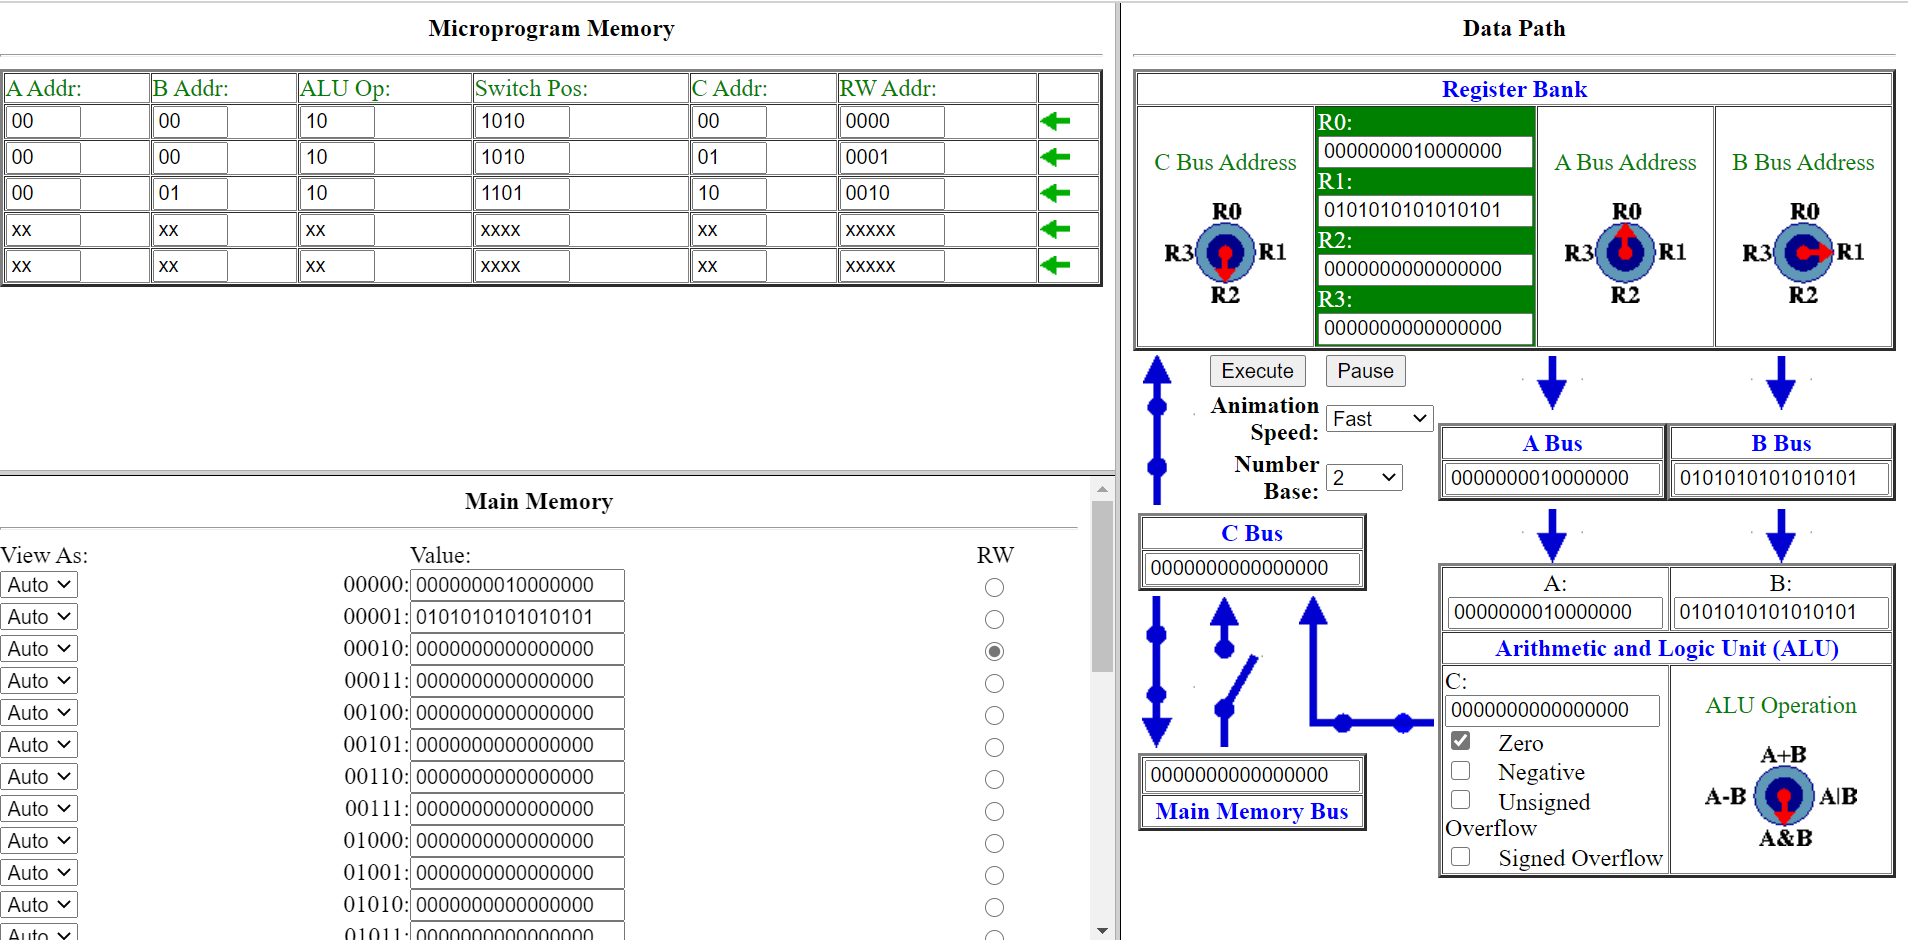 Microprogram Memory
A Addr: B Addr: ALU Op: Switch Pos: C Addr: RW Addr:
00 00 10 1010 00 0000
00 00 10 1010 01 0001
00 01 10 1101 10 0010
xx xx xx xxxx xx xxxxx
xx xx xx xxxx xx xxxxx
Main Memory
View As: Value: RW
Auto 00000: 0000000010000000
Auto 00001: 0101010101010101
Auto 00010: 0000000000000000
Auto 00011: 0000000000000000
Auto 00100: 0000000000000000
Auto 00101: 0000000000000000
Auto 00110: 0000000000000000
Auto 00111: 0000000000000000
Auto 01000: 0000000000000000
Auto 01001: 0000000000000000
Auto 01010: 0000000000000000
Auto 01011: 0000000000000000
Data Path
Register Bank
C Bus Address
R0
R3 R1
R2
R0:
0000000010000000
R1:
0101010101010101
R2:
0000000000000000
R3:
0000000000000000
A Bus Address
R0
R3 R1
R2
B Bus Address
R0
R3 R1
R2
Execute Pause
Animation
Speed: Fast
Number
Base: 2
A Bus
0000000010000000
B Bus
0101010101010101
C Bus
0000000000000000
0000000000000000
Main Memory Bus
A: B:
0000000010000000 0101010101010101
Arithmetic and Logic Unit (ALU)
C:
0000000000000000
Zero
Negative
Unsigned
Overflow
Signed Overflow
ALU Operation
A+B
A-B A|B
A&B